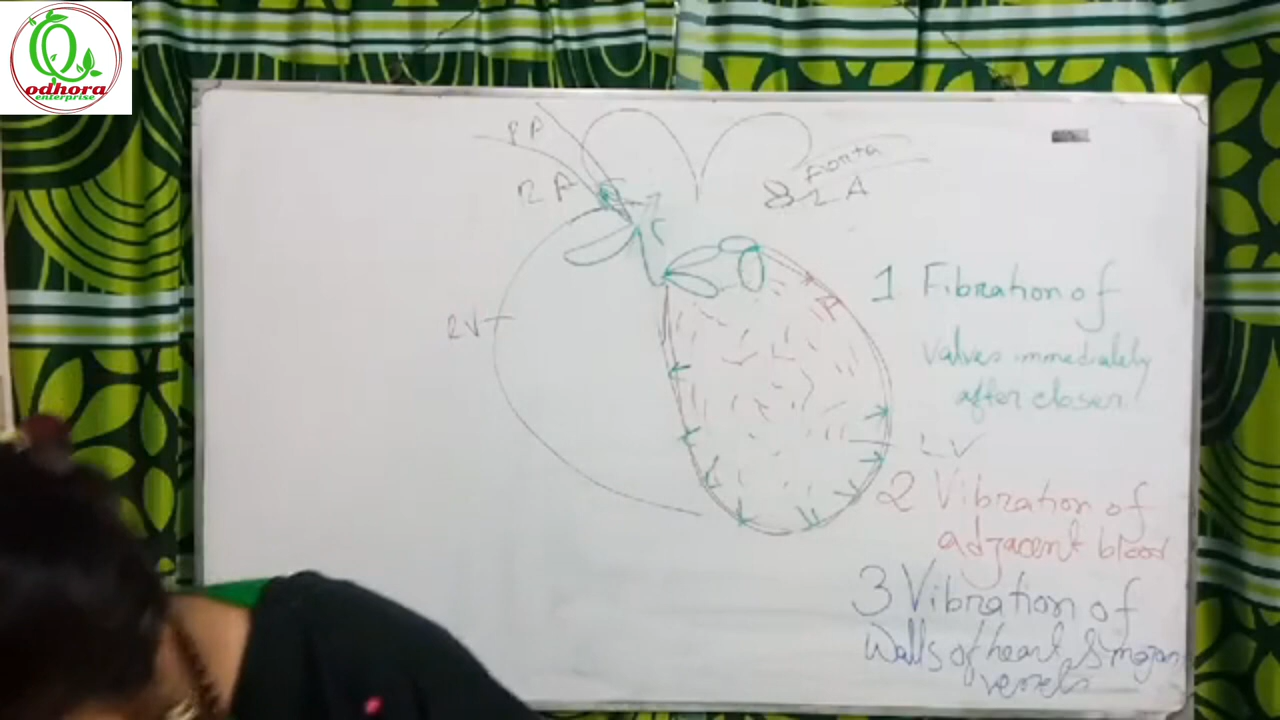 odhora
enterprise
RA
Aorta
LA
RV
LV
1 Fibration of
valves immediately
after closer
2 Vibration of
adjacent blood
3 Vibration of
Walls of heart & major
vessels